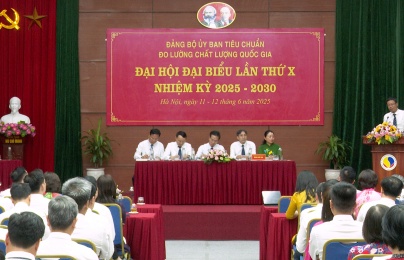 ĐẢNG BỘ ỦY BAN TIÊU CHUẨN
ĐO LƯỜNG CHẤT LƯỢNG QUỐC GIA
ĐẠI HỘI ĐẠI BIỂU LẦN THỨ X
NHIỆM KỲ 2025 - 2030
Hà Nội, ngày 11 - 12 tháng 6 năm 2025